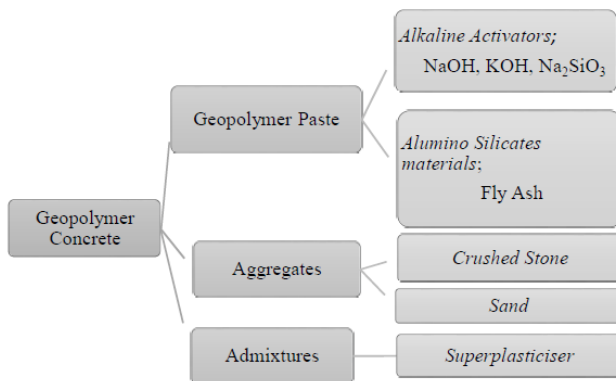 Alkaline Activators;
NaOH, KOH, Na₂SiO₃
Geopolymer Paste
Alumino Silicates
materials;
Fly Ash
Geopolymer
Concrete
Aggregates
Crushed Stone
Sand
Admixtures
Superplasticiser